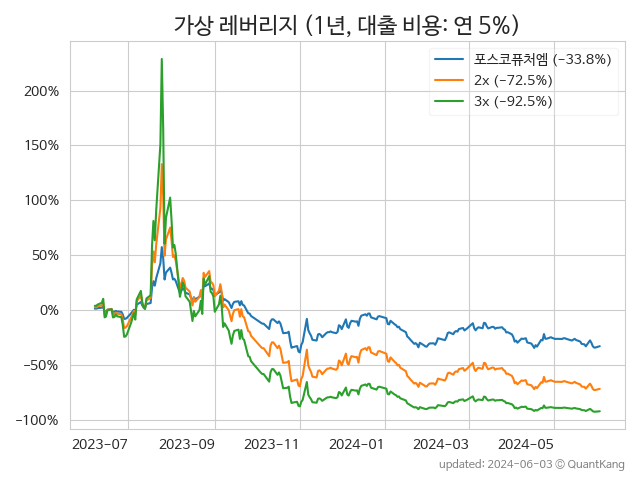 가상 레버리지 (1년, 대출 비용: 연 5%)
포스코퓨처엠 (−33.8%)
2x (−72.5%)
3x (−92.5%)
200%
150%
100%
50%
0%
−50%
−100%
2023-07 2023-09 2023-11 2024-01 2024-03 2024-05
updated: 2024-06-03 © QuantKang